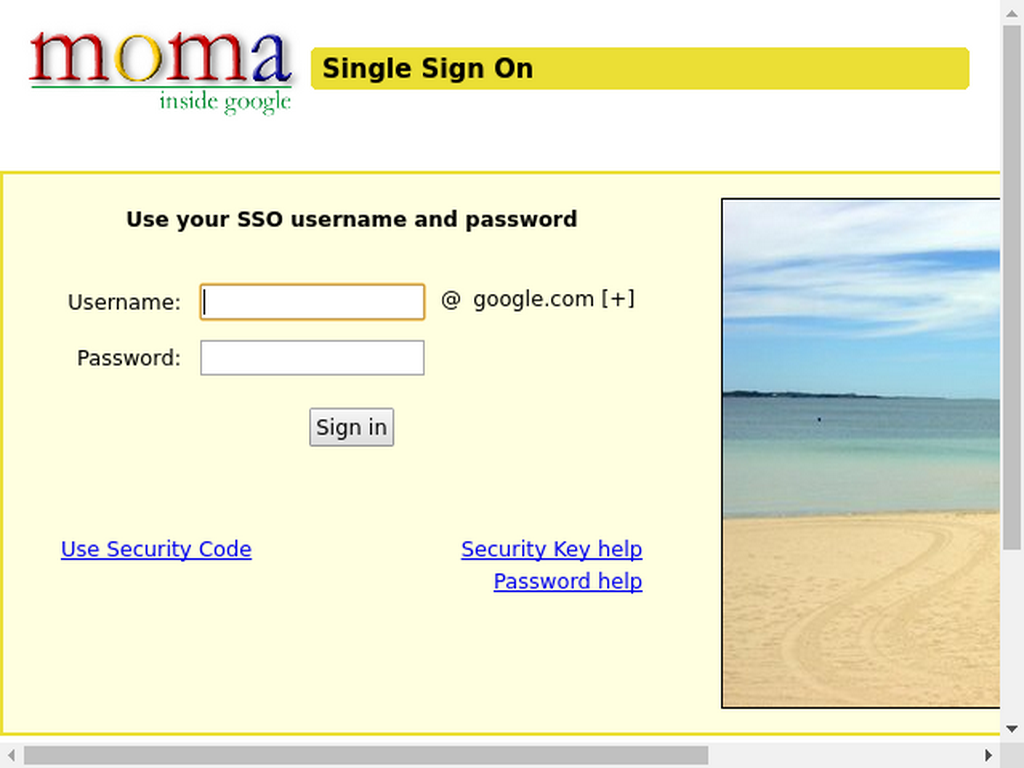 moma
inside google
Single Sign On
Use your SSO username and password
Username:
@ google.com [+]
Password:
Sign in
Use Security Code
Security Key help
Password help